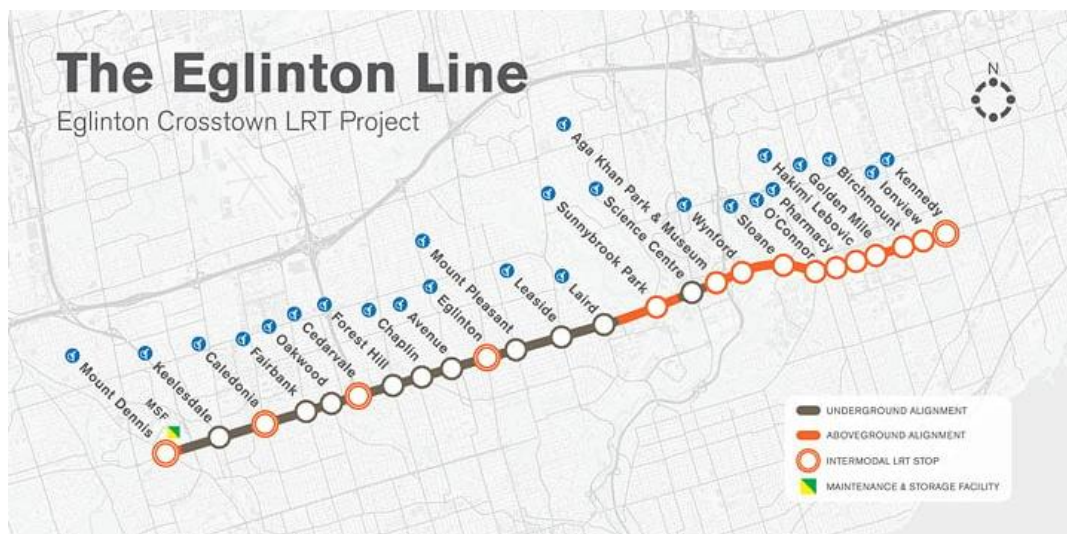 The Eglinton Line
Eglinton Crosstown LRT Project
N
Mount Dennis
MSF
Keelesdale
Caledonia
Fairbank
Oakwood
Cedarvale
Forest Hill
Chaplin
Avenue
Eglinton
Mount Pleasant
Leaside
Laird
Sunnybrook Park
Science Centre
Aga Khan Park & Museum
Wynford
Sloane
O'Connor
Pharmacy
Hakimi Lebovic
Golden Mile
Birchmount
Ionview
Kennedy
UNDERGROUND ALIGNMENT
ABOVEGROUND ALIGNMENT
INTERMODAL LRT STOP
MAINTENANCE & STORAGE FACILITY